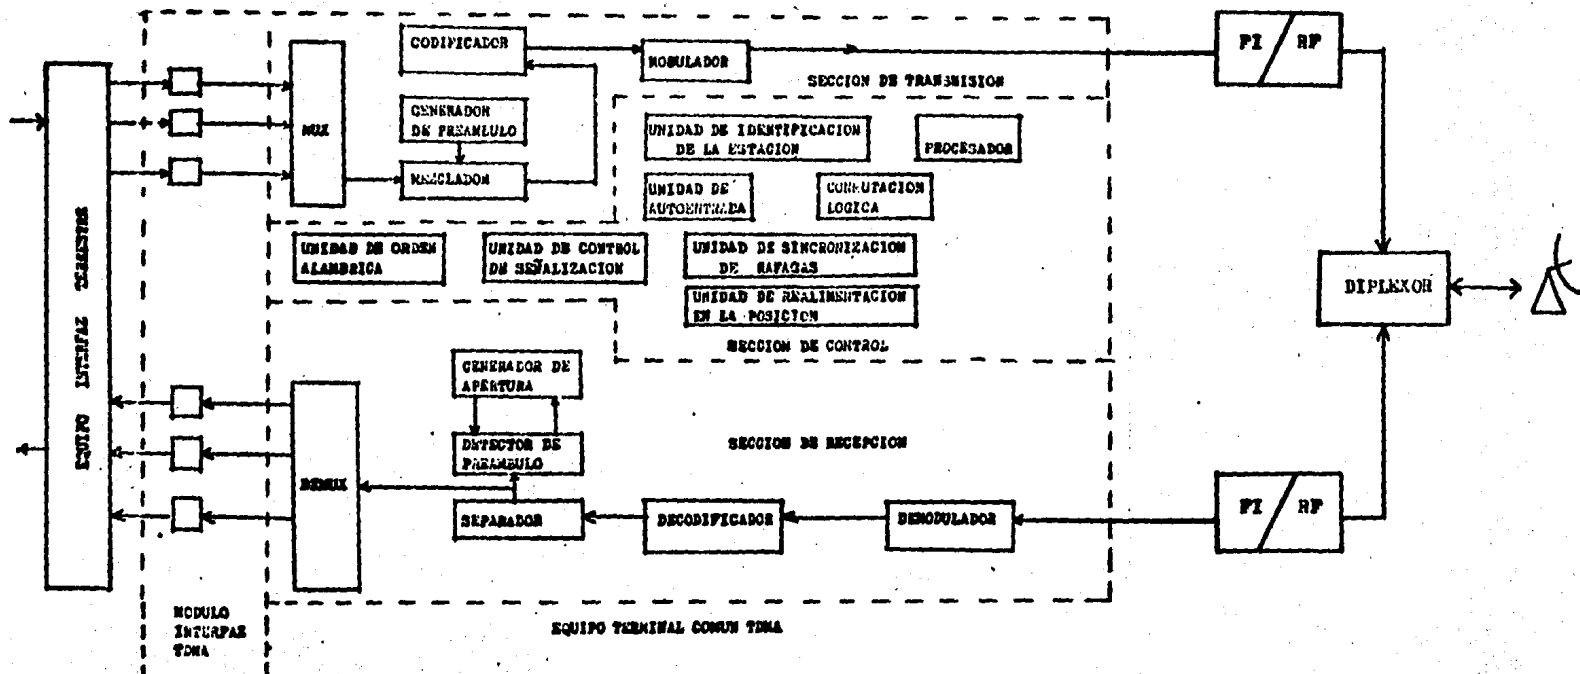 CODIFICADOR
MODULADOR
SECCION DE TRANSMISION
FI / RF
GENERADOR
DE PREAMBULO
MUX
MEZCLADOR
UNIDAD DE IDENTIFICACION
DE LA ESTACION
PROCESADOR
UNIDAD DE
AUTOENTRADA
CONMUTACION
LOGICA
EQUIPO INTERFAZ TERRESTRE
UNIDAD DE ORDEN
ALAMBRICA
UNIDAD DE CONTROL
DE SEÑALIZACION
UNIDAD DE SINCRONIZACION
DE RAFAGAS
UNIDAD DE REALIMENTACION
EN LA POSICION
SECCION DE CONTROL
DIPLEXOR
GENERADOR DE
APERTURA
DETECTOR DE
PREAMBULO
SECCION DE RECEPCION
DEMUX
SEPARADOR
DECODIFICADOR
DEMODULADOR
FI / RF
MODULO
INTERFAZ
TDMA
EQUIPO TERMINAL COMUN TDMA